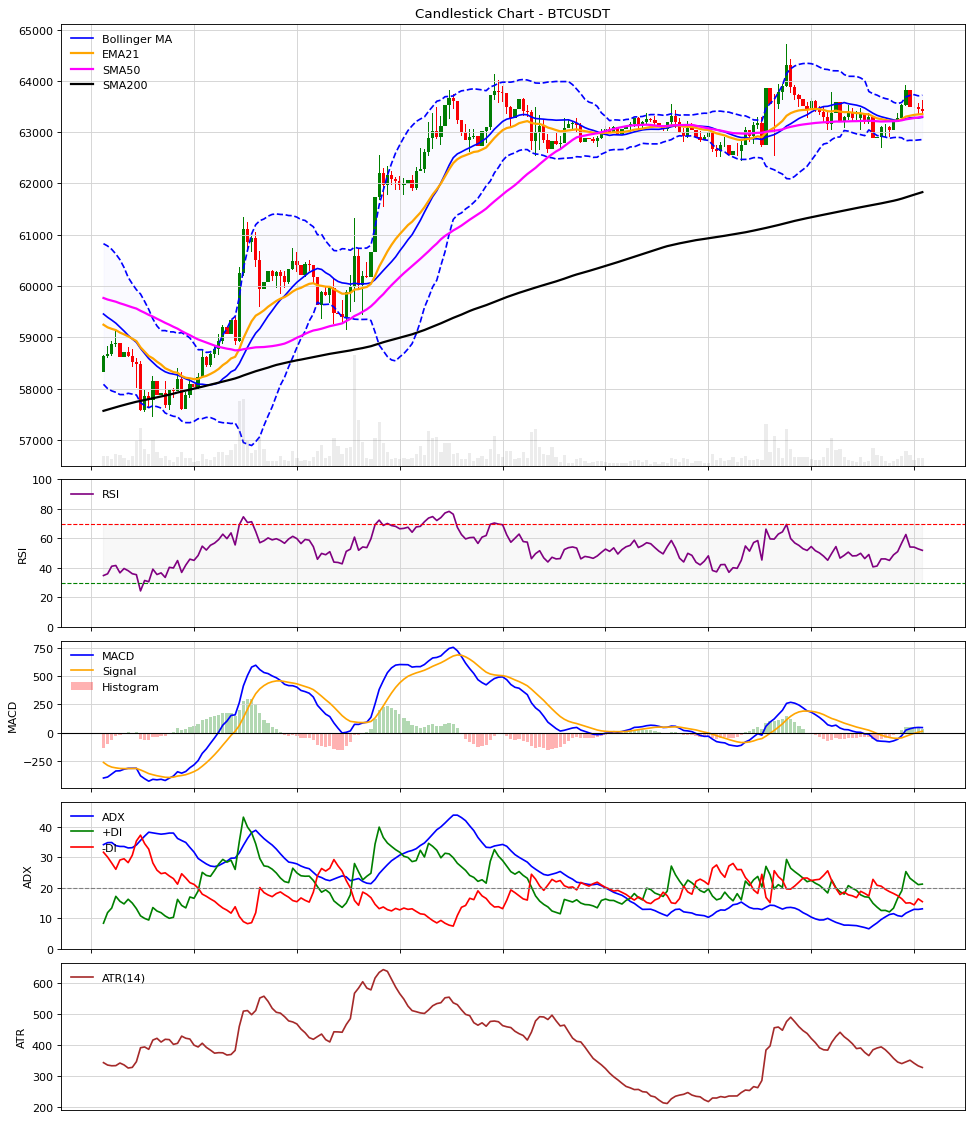 Candlestick Chart - BTCUSDT
65000
64000
63000
62000
61000
60000
59000
58000
57000
Bollinger MA
EMA21
SMA50
SMA200
100
80
60
40
20
0
RSI
RSI
750
500
250
0
−250
MACD
MACD
Signal
Histogram
40
30
20
10
0
ADX
ADX
+DI
-DI
600
500
400
300
200
ATR
ATR(14)